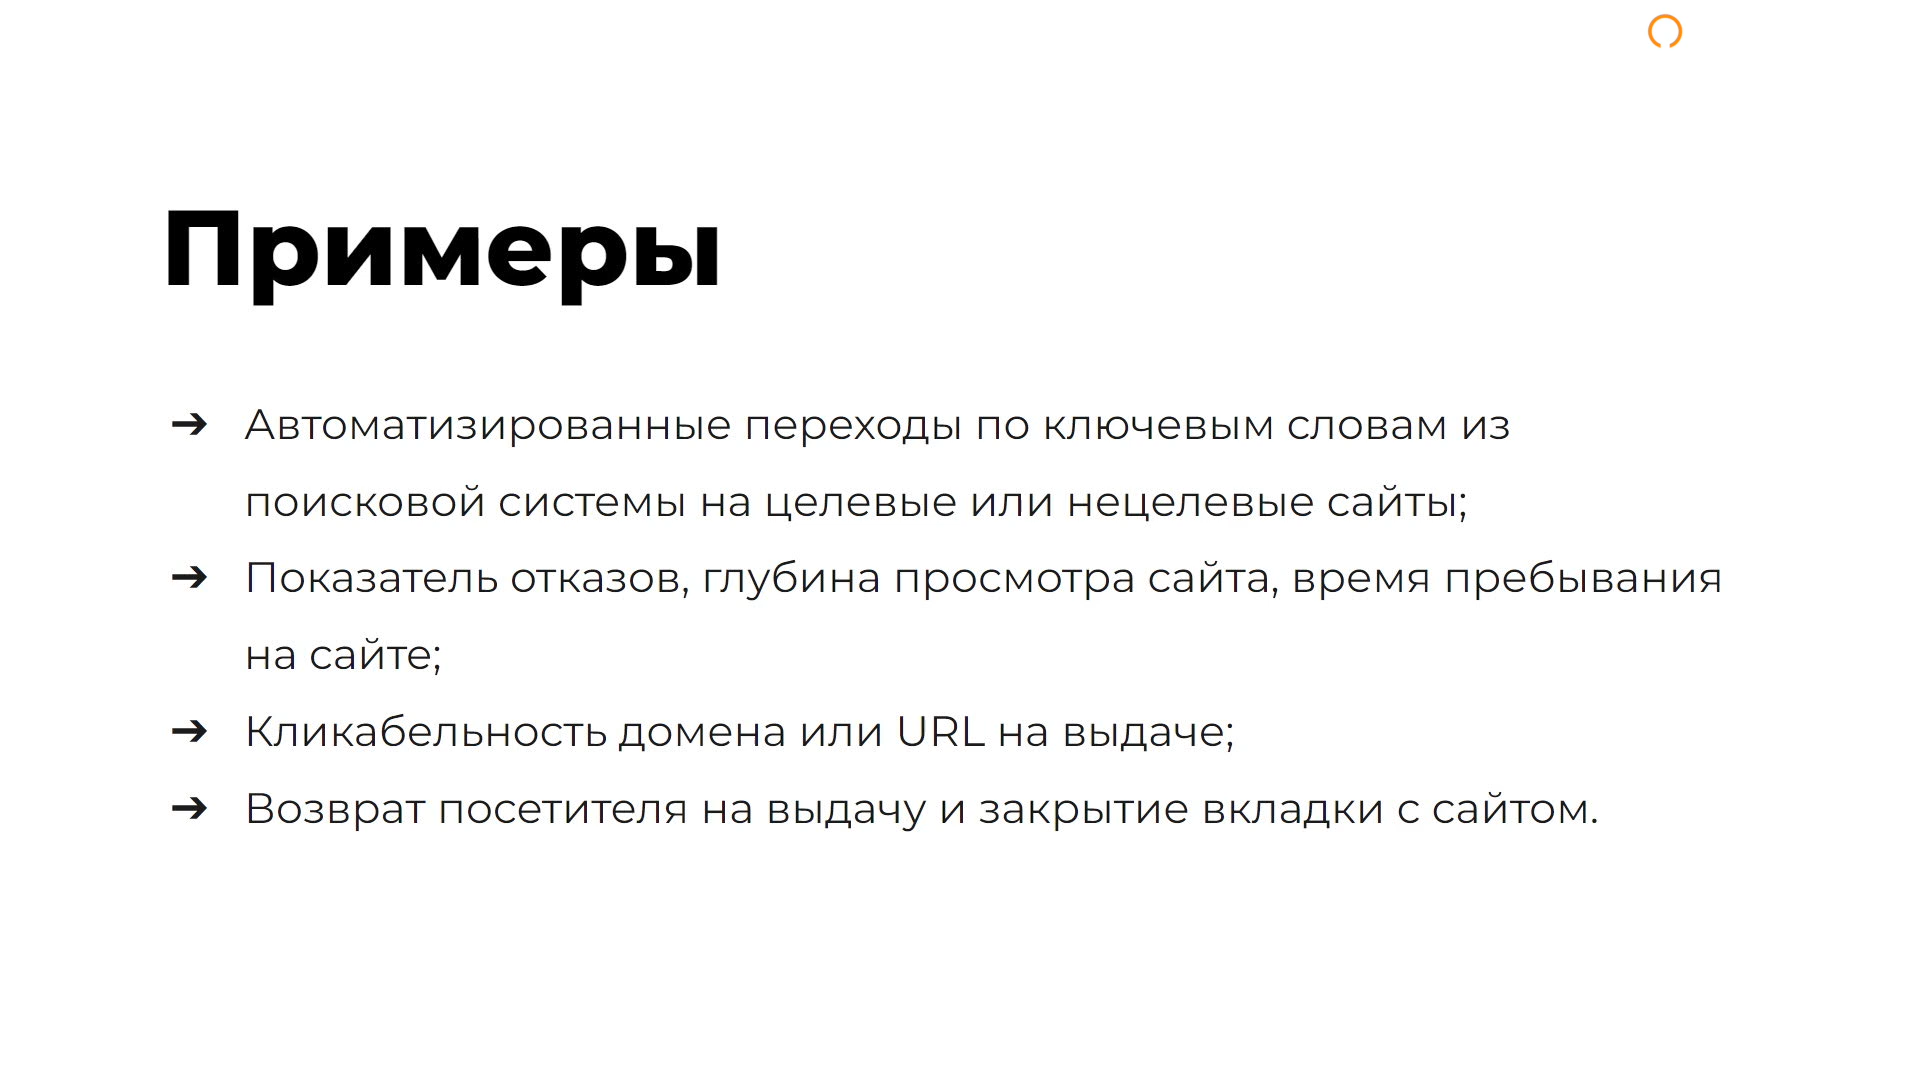 Примеры
➔ Автоматизированные переходы по ключевым словам из
поисковой системы на целевые или нецелевые сайты;
➔ Показатель отказов, глубина просмотра сайта, время пребывания
на сайте;
➔ Кликабельность домена или URL на выдаче;
➔ Возврат посетителя на выдачу и закрытие вкладки с сайтом.